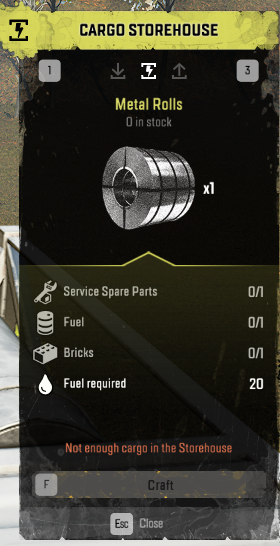 CARGO STOREHOUSE
1 3
Metal Rolls
0 in stock
x1
Service Spare Parts 0/1
Fuel 0/1
Bricks 0/1
Fuel required 20
Not enough cargo in the Storehouse
F Craft
Esc Close